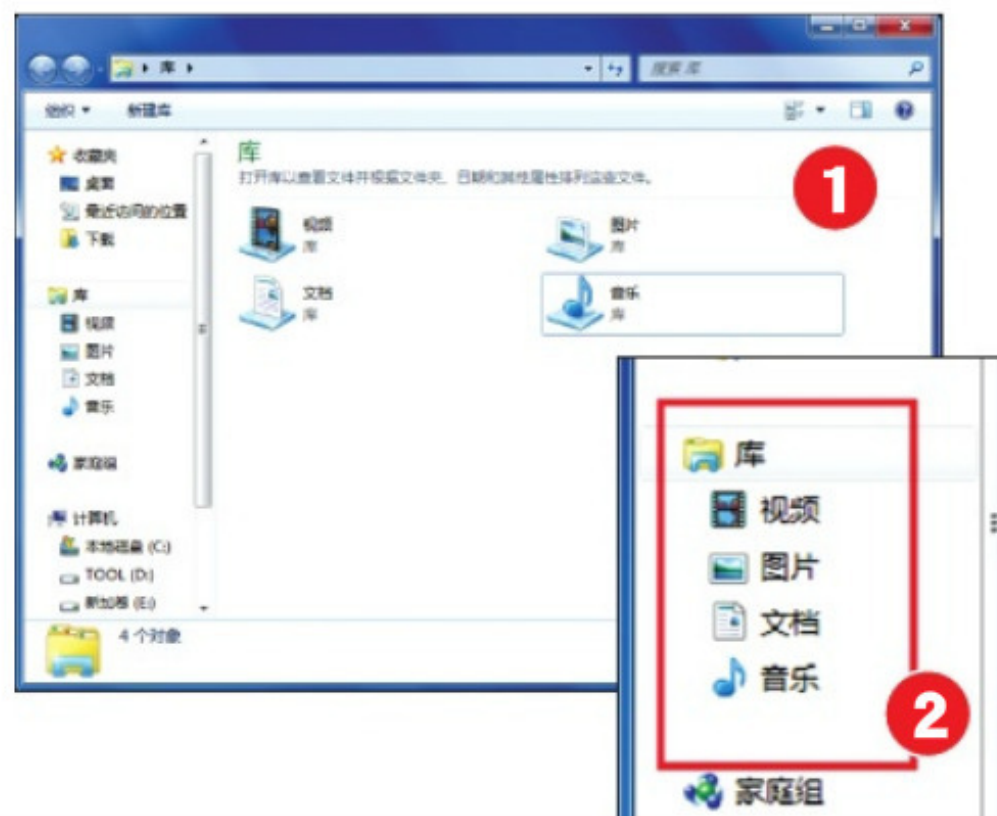 库
搜索 库
组织 新建库
收藏夹
桌面
最近访问的位置
下载
库
视频
图片
文档
音乐
家庭组
计算机
本地磁盘 (C:)
TOOL (D:)
新加卷 (E:)
库
打开库以查看文件并根据文件夹、日期和其他属性排列这些文件。
视频
库
图片
库
文档
库
音乐
库
4 个对象
1
库
视频
图片
文档
音乐
家庭组
2